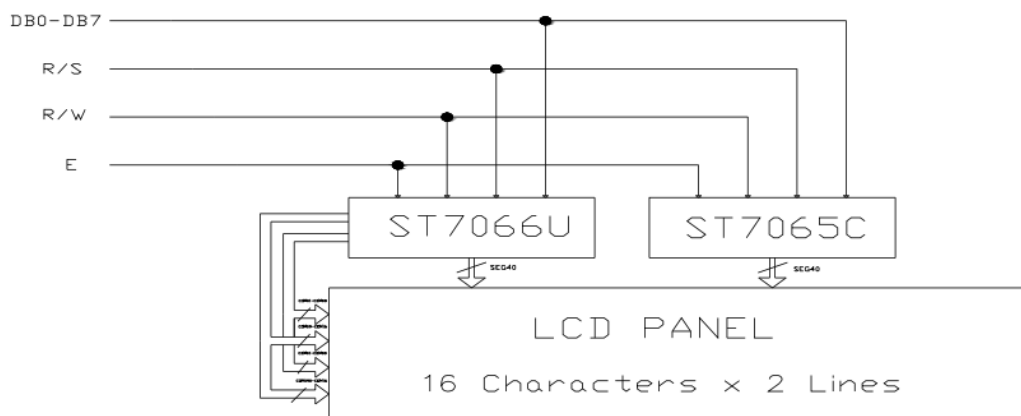 DB0-DB7
R/S
R/W
E
ST7066U
ST7065C
SEG40
SEG40
LCD PANEL
16 Characters x 2 Lines